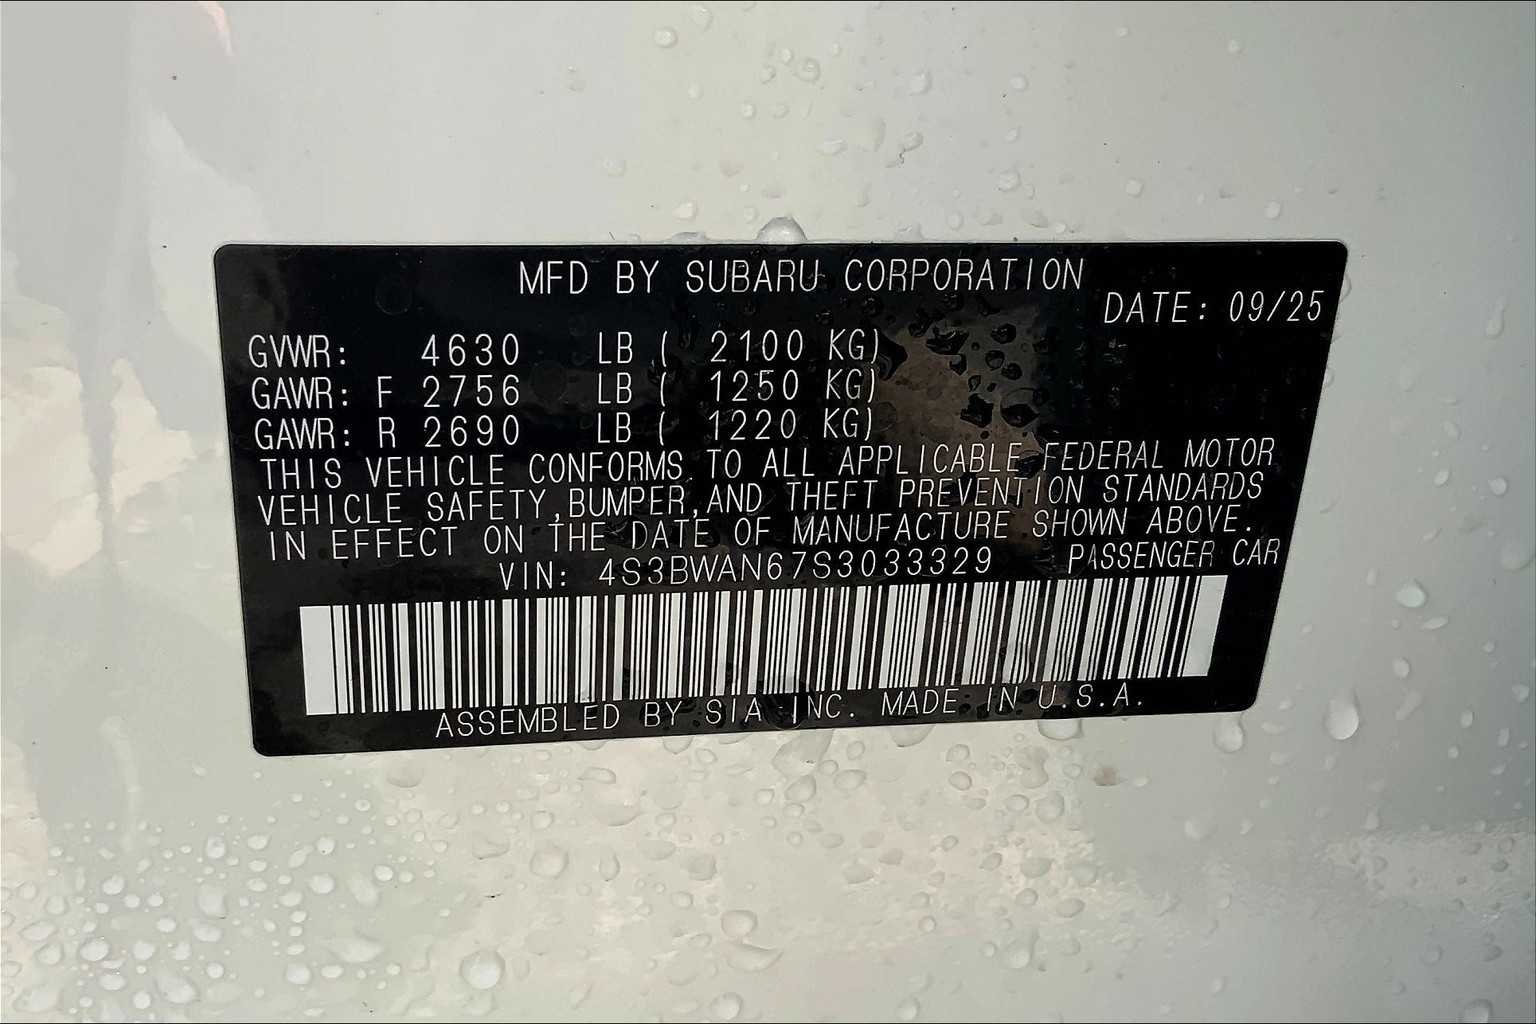 MFD BY SUBARU CORPORATION
DATE: 09/25
GVWR: 4630 LB ( 2100 KG)
GAWR: F 2756 LB ( 1250 KG)
GAWR: R 2690 LB ( 1220 KG)
THIS VEHICLE CONFORMS TO ALL APPLICABLE FEDERAL MOTOR
VEHICLE SAFETY,BUMPER,AND THEFT PREVENTION STANDARDS
IN EFFECT ON THE DATE OF MANUFACTURE SHOWN ABOVE.
VIN: 4S3BWAN67S3033329 PASSENGER CAR
ASSEMBLED BY SIA INC. MADE IN U.S.A.